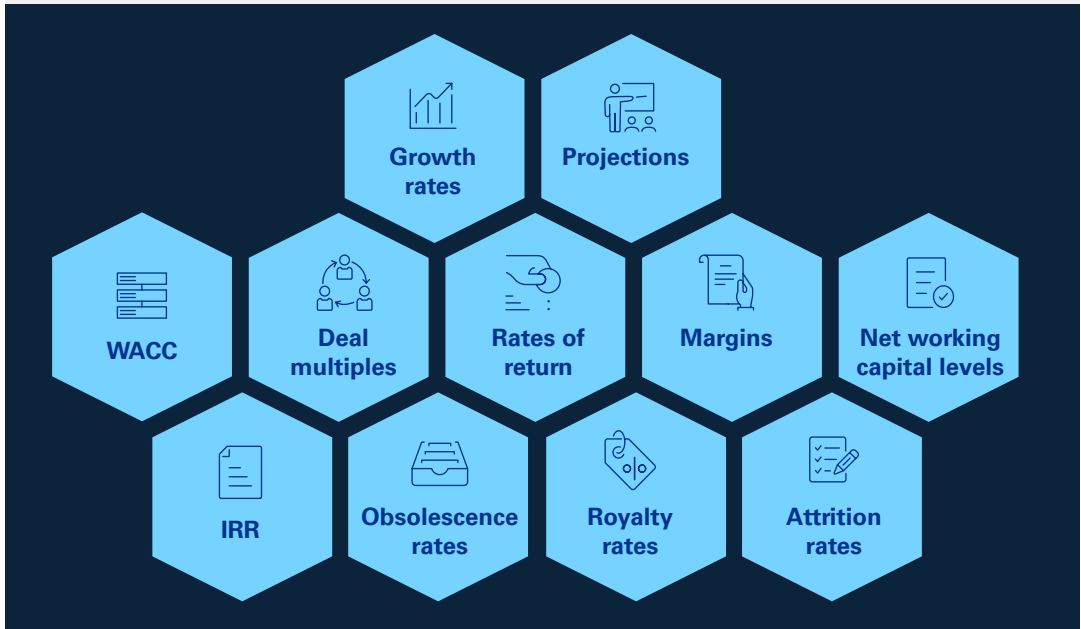 Growth
rates
Projections
WACC
Deal
multiples
Rates of
return
Margins
Net working
capital levels
IRR
Obsolescence
rates
Royalty
rates
Attrition
rates